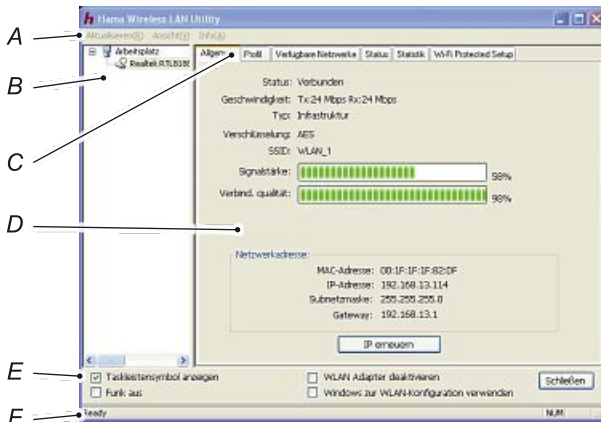 Hama Wireless LAN Utility
A Aktualisieren(R) Ansicht(Y) Info(A)
Arbeitsplatz
Allgem Profil Verfügbare Netzwerke Status Statistik Wi-Fi Protected Setup
B
Status: Verbunden
Geschwindigkeit: Tx:24 Mbps Rx:24 Mbps
Typ: Infrastruktur
Verschlüsselung: AES
C
SSID: WLAN_1
Signalstärke: 58%
Verbind. qualität: 98%
D
Netzwerkadresse:
MAC-Adresse: 00:1F:1F:1F:82:DF
IP-Adresse: 192.168.13.114
Subnetzmaske: 255.255.255.0
Gateway: 192.168.13.1
IP erneuern
E Taskleistensymbol anzeigen WLAN Adapter deaktivieren Schließen
Funk aus Windows zur WLAN-Konfiguration verwenden
F Ready NUM